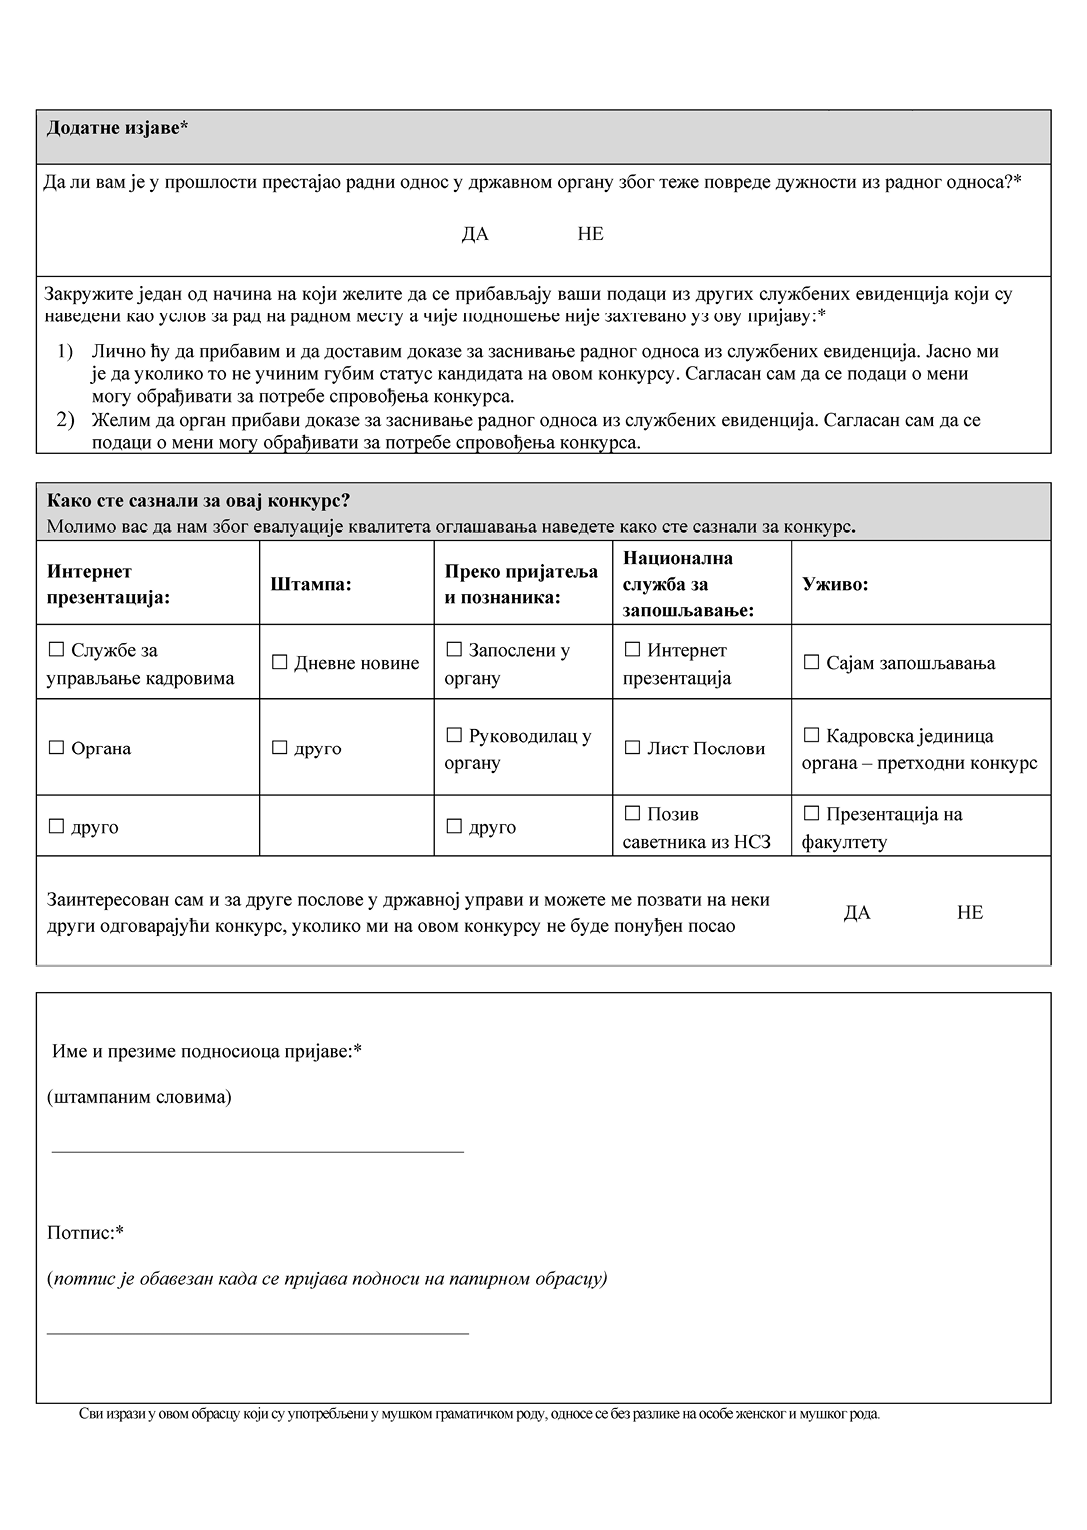 Додатне изјаве*
Да ли вам је у прошлости престајао радни однос у државном органу због теже повреде дужности из радног односа?*
ДА НЕ
Закружите један од начина на који желите да се прибављају ваши подаци из других службених евиденција који су
наведени као услов за рад на радном месту а чије подношење није захтевано уз ову пријаву:*
1) Лично ћу да прибавим и да доставим доказе за заснивање радног односа из службених евиденција. Јасно ми
је да уколико то не учиним губим статус кандидата на овом конкурсу. Сагласан сам да се подаци о мени
могу обрађивати за потребе спровођења конкурса.
2) Желим да орган прибави доказе за заснивање радног односа из службених евиденција. Сагласан сам да се
подаци о мени могу обрађивати за потребе спровођења конкурса.
Како сте сазнали за овај конкурс?
Молимо вас да нам због евалуације квалитета оглашавања наведете како сте сазнали за конкурс.
Интернет
презентација:
Штампа:
Преко пријатеља
и познаника:
Национална
служба за
запошљавање:
Уживо:
☐ Службе за
управљање кадровима
☐ Дневне новине
☐ Запослени у
органу
☐ Интернет
презентација
☐ Сајам запошљавања
☐ Органа
☐ друго
☐ Руководилац у
органу
☐ Лист Послови
☐ Кадровска јединица
органа – претходни конкурс
☐ друго
☐ друго
☐ Позив
саветника из НСЗ
☐ Презентација на
факултету
Заинтересован сам и за друге послове у државној управи и можете ме позвати на неки
други одговарајући конкурс, уколико ми на овом конкурсу не буде понуђен посао
ДА НЕ
Име и презиме подносиоца пријаве:*
(штампаним словима)
Потпис:*
(потпис је обавезан када се пријава подноси на папирном обрасцу)
Сви изрази у овом обрасцу који су употребљени у мушком граматичком роду, односе се без разлике на особе женског и мушког рода.